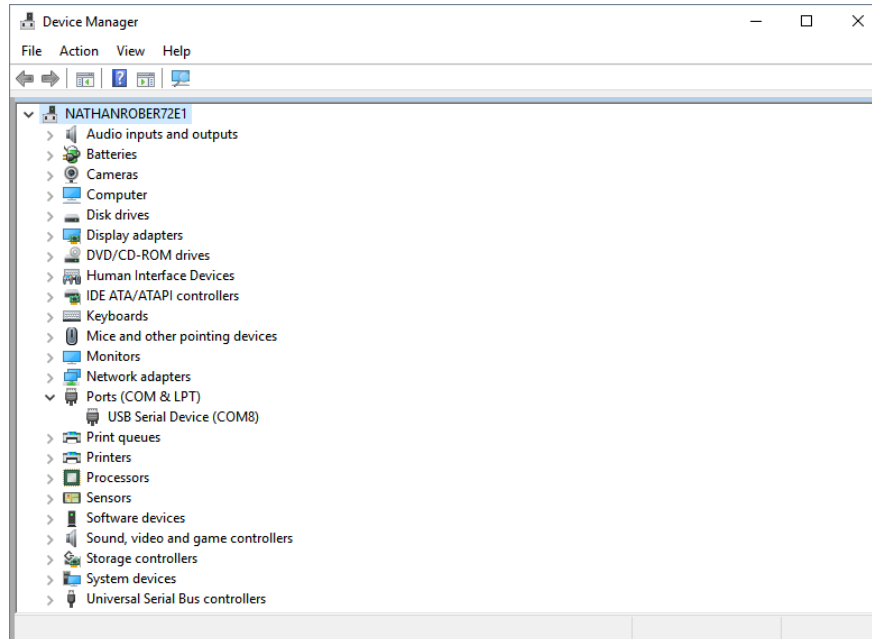 Device Manager
File Action View Help
NATHANROBER72E1
Audio inputs and outputs
Batteries
Cameras
Computer
Disk drives
Display adapters
DVD/CD-ROM drives
Human Interface Devices
IDE ATA/ATAPI controllers
Keyboards
Mice and other pointing devices
Monitors
Network adapters
Ports (COM & LPT)
USB Serial Device (COM8)
Print queues
Printers
Processors
Sensors
Software devices
Sound, video and game controllers
Storage controllers
System devices
Universal Serial Bus controllers